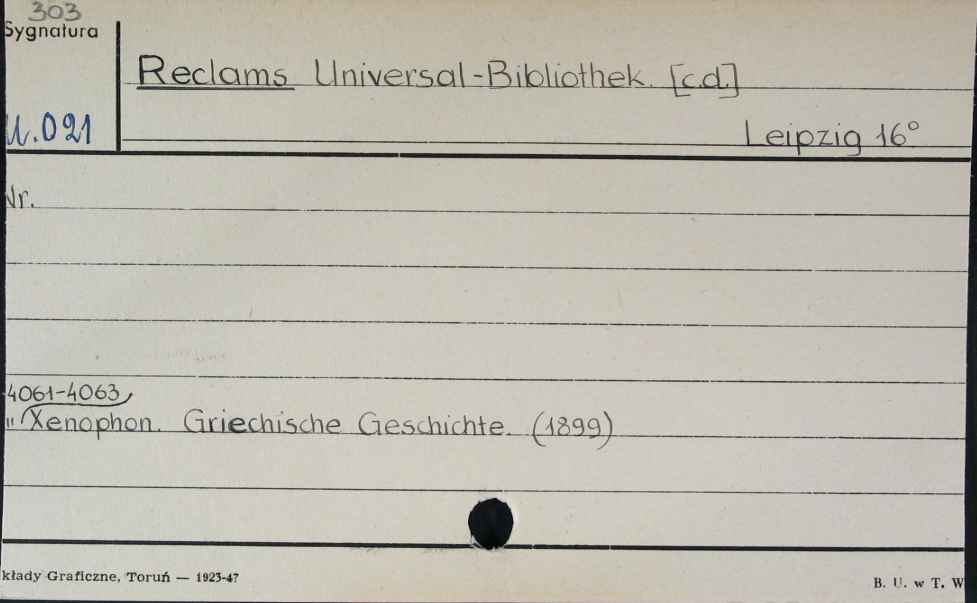 303
Sygnatura
Reclams Universal-Bibliothek. [c.d.]
U.021
Leipzig 16°
Nr.
4061-4063
" Xenophon. Griechische Geschichte. (1899)
kłady Graficzne, Toruń — 1923-47
B. U. w T. W